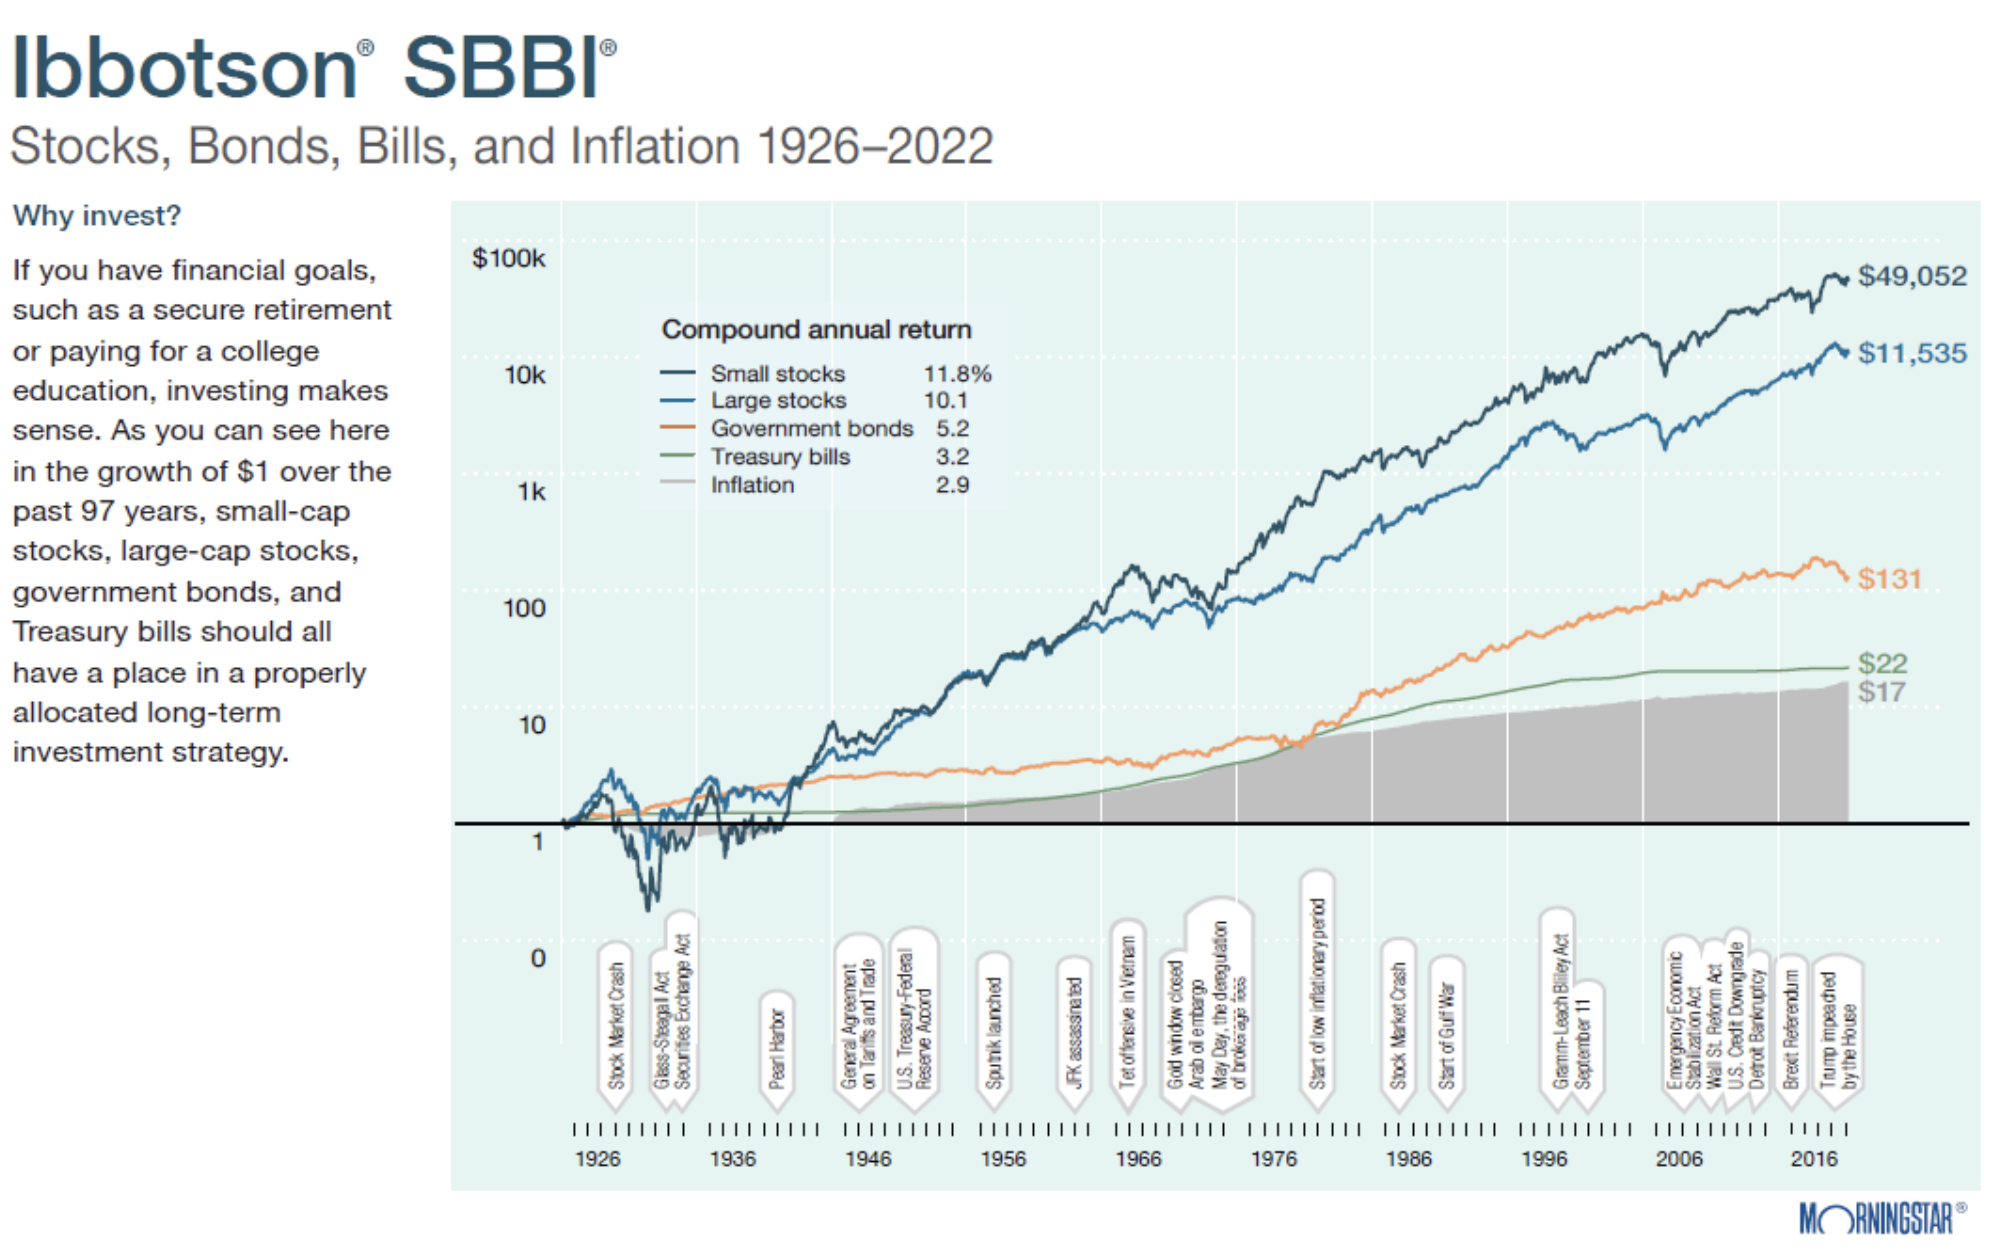 Ibbotson® SBBI®
Stocks, Bonds, Bills, and Inflation 1926–2022
Why invest?
If you have financial goals,
such as a secure retirement
or paying for a college
education, investing makes
sense. As you can see here
in the growth of $1 over the
past 97 years, small-cap
stocks, large-cap stocks,
government bonds, and
Treasury bills should all
have a place in a properly
allocated long-term
investment strategy.
$100k
10k
1k
100
10
1
0
Compound annual return
Small stocks 11.8%
Large stocks 10.1
Government bonds 5.2
Treasury bills 3.2
Inflation 2.9
$49,052
$11,535
$131
$22
$17
Stock Market Crash
Glass-Steagall Act
Securities Exchange Act
Pearl Harbor
General Agreement
on Tariffs and Trade
U.S. Treasury-Federal
Reserve Accord
Sputnik launched
JFK assassinated
Tet offensive in Vietnam
Gold window closed
Arab oil embargo
May Day, the deregulation
of brokerage fees
Start of low inflationary period
Stock Market Crash
Start of Gulf War
Gramm-Leach Bliley Act
September 11
Emergency Economic
Stabilization Act
Wall St. Reform Act
U.S. Credit Downgrade
Detroit Bankruptcy
Brexit Referendum
Trump impeached
by the House
1926 1936 1946 1956 1966 1976 1986 1996 2006 2016
MORNINGSTAR®